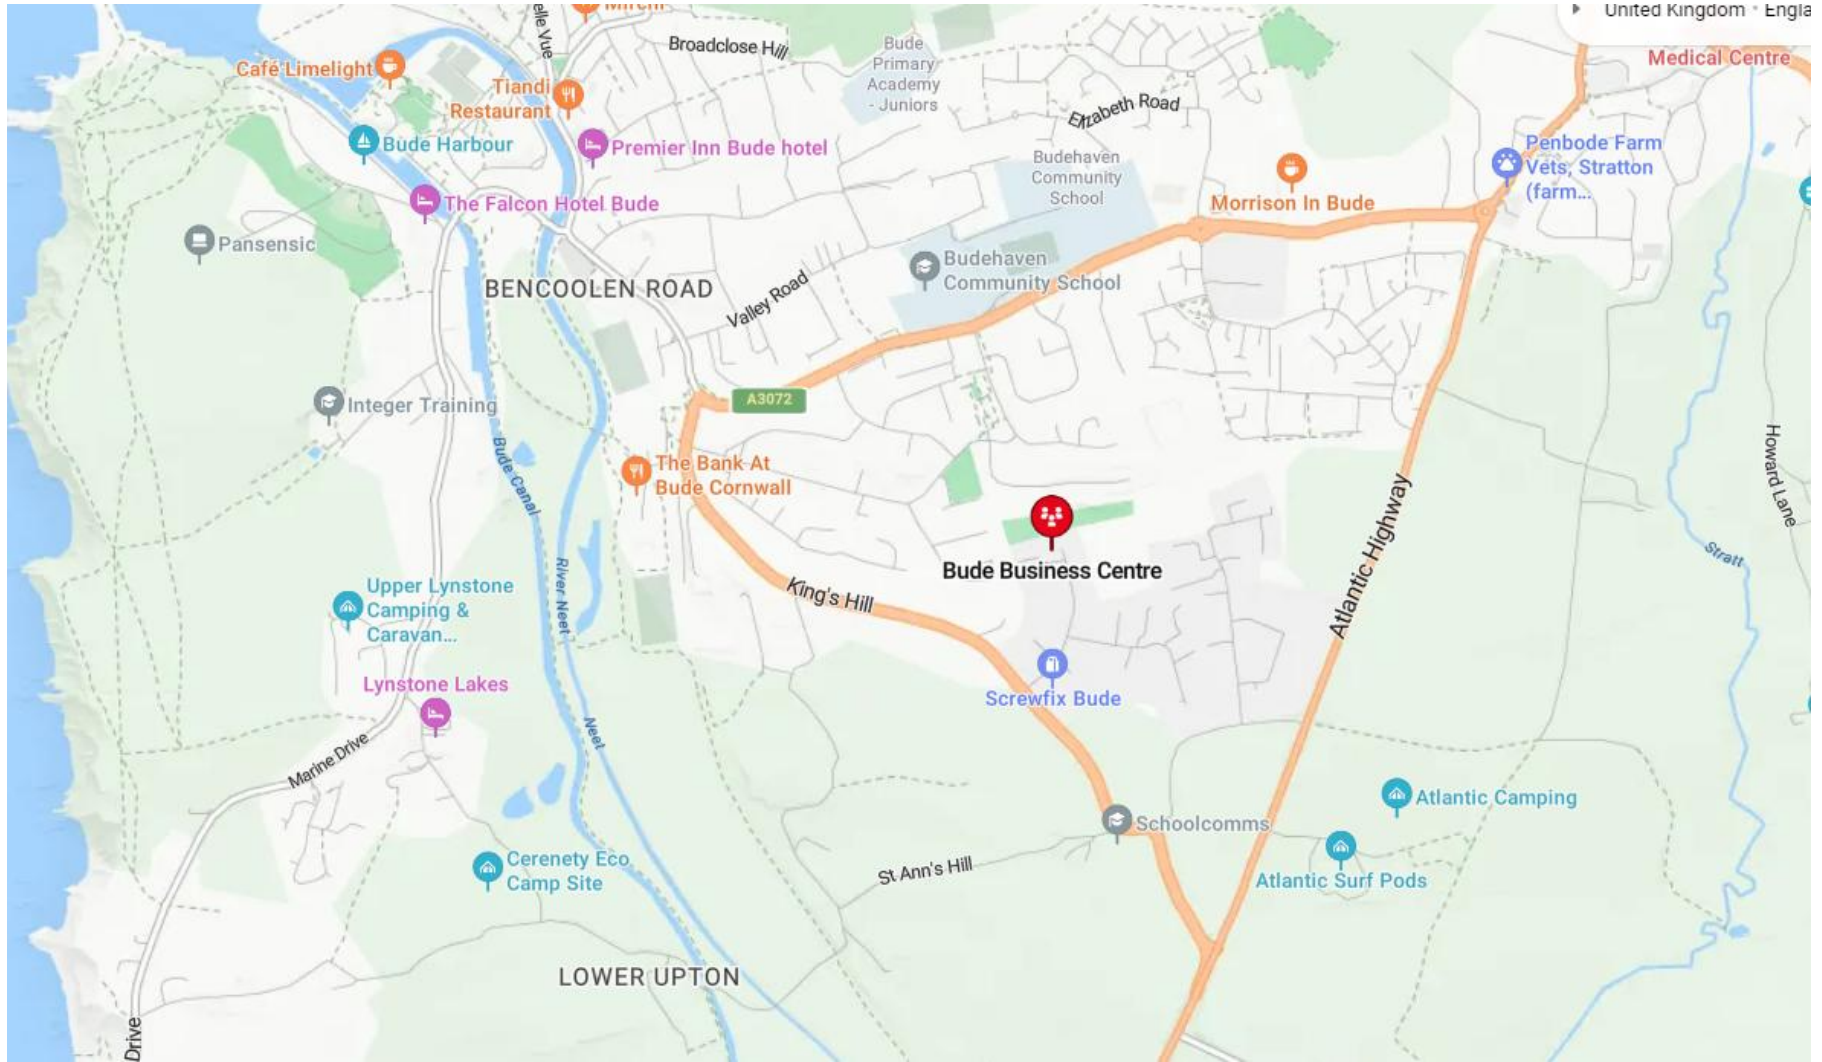 elle Vue
Mirchi
United Kingdom · Engla
Broadclose Hill
Bude
Primary
Academy
- Juniors
Medical Centre
Café Limelight
Tiandi
Restaurant
Elizabeth Road
Bude Harbour
Premier Inn Bude hotel
Budehaven
Community
School
Penbode Farm
Vets, Stratton
(farm...
The Falcon Hotel Bude
Morrison In Bude
Pansensic
Budehaven
Community School
BENCOOLEN ROAD
Valley Road
A3072
Integer Training
Bude Canal
The Bank At
Bude Cornwall
Howard Lane
Atlantic Highway
Stratt
Bude Business Centre
River Neet
King's Hill
Upper Lynstone
Camping &
Caravan...
Lynstone Lakes
Screwfix Bude
Neet
Marine Drive
Atlantic Camping
Schoolcomms
Cerenety Eco
Camp Site
St Ann's Hill
Atlantic Surf Pods
LOWER UPTON
Drive